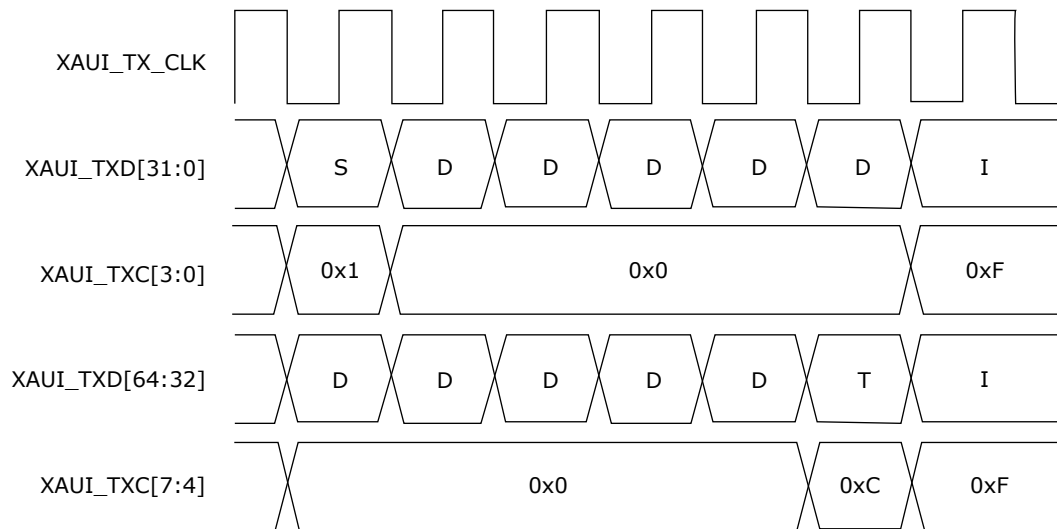 XAUI_TX_CLK
XAUI_TXD[31:0] S D D D D D I
XAUI_TXC[3:0] 0x1 0x0 0xF
XAUI_TXD[64:32] D D D D D T I
XAUI_TXC[7:4] 0x0 0xC 0xF